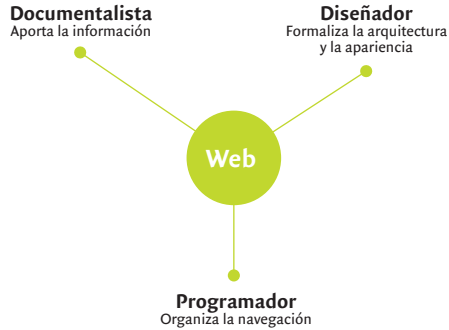 Documentalista
Aporta la información
Diseñador
Formaliza la arquitectura
y la apariencia
Web
Programador
Organiza la navegación